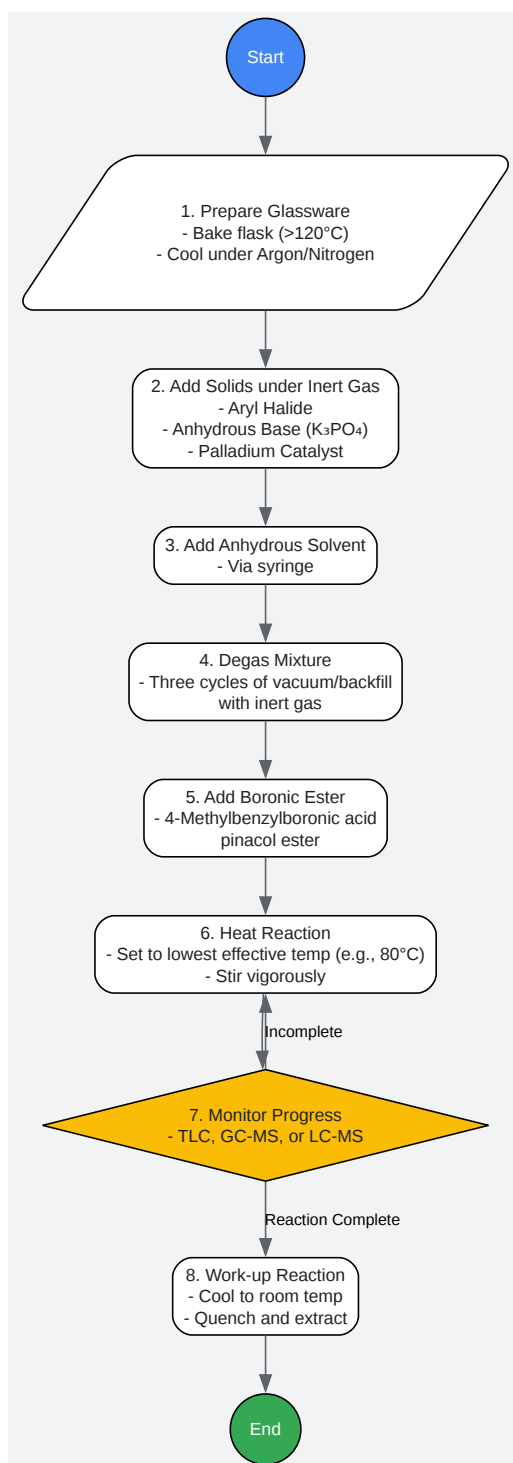 Start
1. Prepare Glassware
- Bake flask (>120°C)
- Cool under Argon/Nitrogen
2. Add Solids under Inert Gas
- Aryl Halide
- Anhydrous Base (K₃PO₄)
- Palladium Catalyst
3. Add Anhydrous Solvent
- Via syringe
4. Degas Mixture
- Three cycles of vacuum/backfill
with inert gas
5. Add Boronic Ester
- 4-Methylbenzylboronic acid
pinacol ester
6. Heat Reaction
- Set to lowest effective temp (e.g., 80°C)
- Stir vigorously
Incomplete
7. Monitor Progress
- TLC, GC-MS, or LC-MS
Reaction Complete
8. Work-up Reaction
- Cool to room temp
- Quench and extract
End